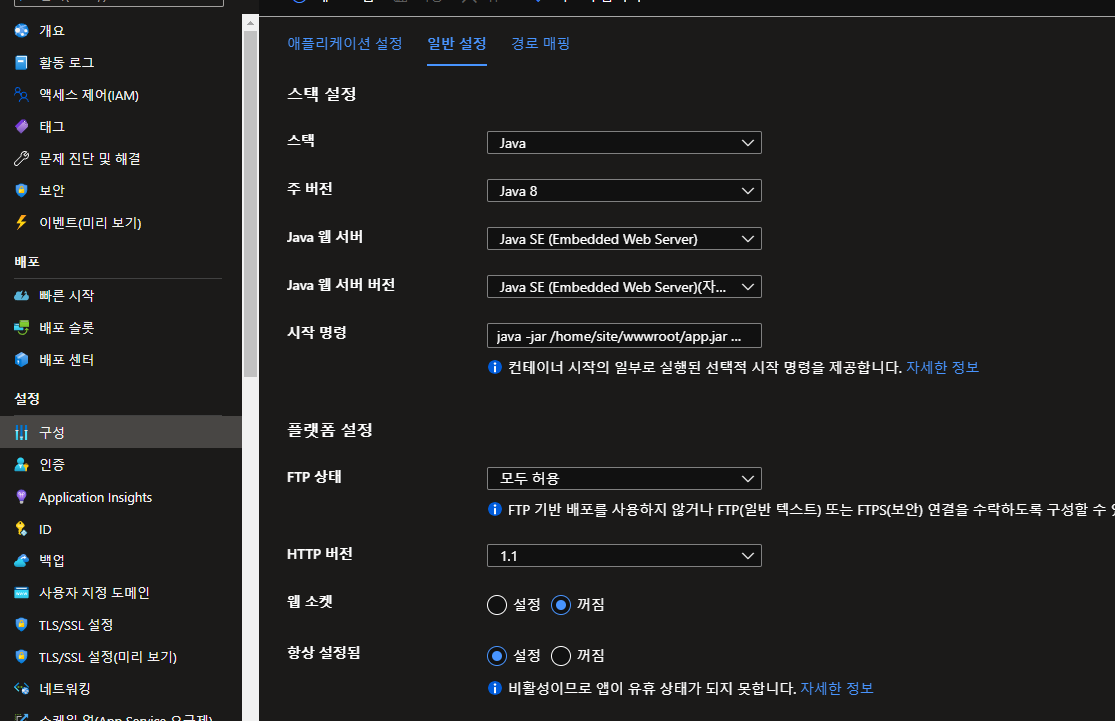 개요
활동 로그
액세스 제어(IAM)
태그
문제 진단 및 해결
보안
이벤트(미리 보기)
배포
빠른 시작
배포 슬롯
배포 센터
설정
구성
인증
Application Insights
ID
백업
사용자 지정 도메인
TLS/SSL 설정
TLS/SSL 설정(미리 보기)
네트워킹
애플리케이션 설정 일반 설정 경로 매핑
스택 설정
스택 Java
주 버전 Java 8
Java 웹 서버 Java SE (Embedded Web Server)
Java 웹 서버 버전 Java SE (Embedded Web Server)(자...
시작 명령 java -jar /home/site/wwwroot/app.jar ...
컨테이너 시작의 일부로 실행된 선택적 시작 명령을 제공합니다. 자세한 정보
플랫폼 설정
FTP 상태 모두 허용
FTP 기반 배포를 사용하지 않거나 FTP(일반 텍스트) 또는 FTPS(보안) 연결을 수락하도록 구성할 수
HTTP 버전 1.1
웹 소켓 설정 꺼짐
항상 설정됨 설정 꺼짐
비활성이므로 앱이 유휴 상태가 되지 못합니다. 자세한 정보